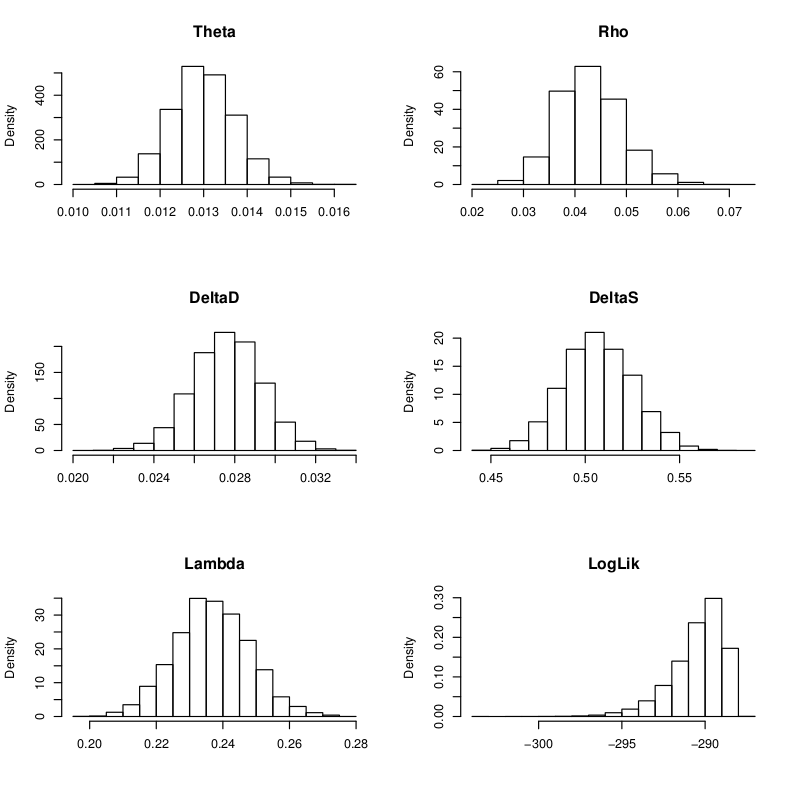 Theta
Density
0
200
400
0.010 0.011 0.012 0.013 0.014 0.015 0.016
Rho
Density
0
20
40
60
0.02 0.03 0.04 0.05 0.06 0.07
DeltaD
Density
0
50
150
0.020 0.024 0.028 0.032
DeltaS
Density
0
5
10
15
20
0.45 0.50 0.55
Lambda
Density
0
10
20
30
0.20 0.22 0.24 0.26 0.28
LogLik
Density
0.00
0.10
0.20
0.30
−300 −295 −290